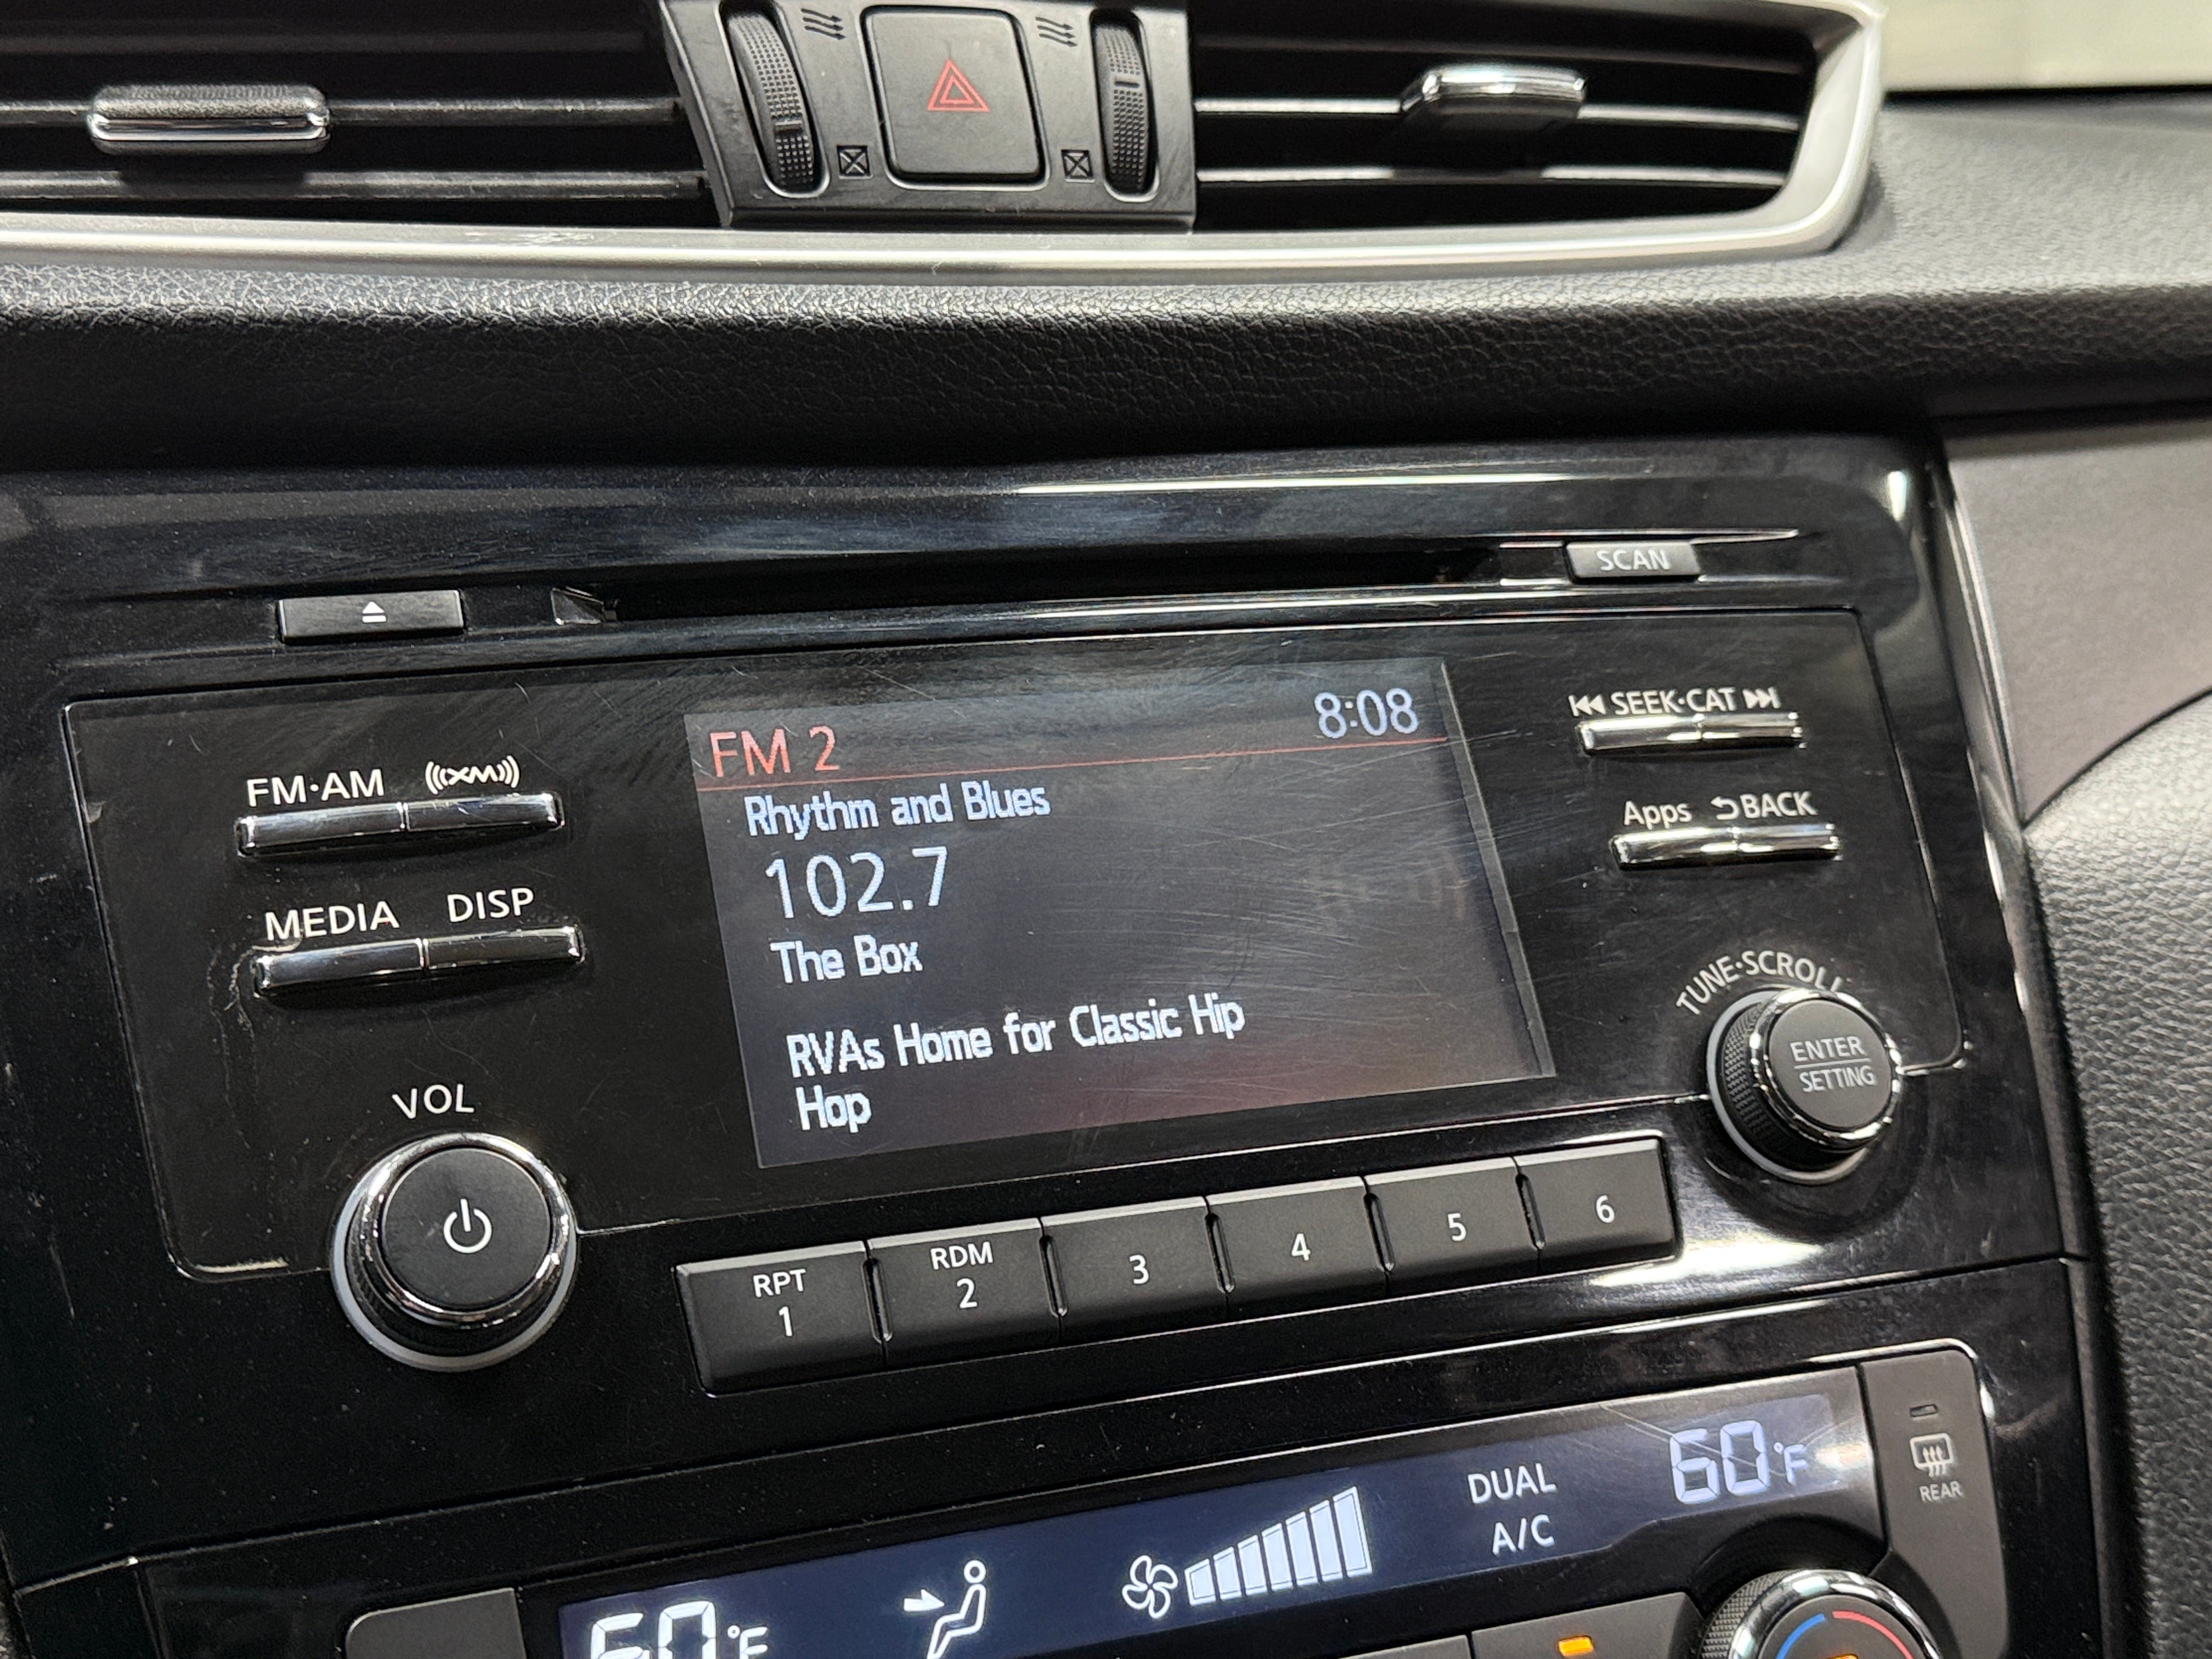 SCAN
FM 2 8:08
SEEK·CAT
FM·AM XM
Rhythm and Blues
102.7
Apps BACK
MEDIA DISP
The Box
TUNE·SCROLL
RVAs Home for Classic Hip
Hop
ENTER
SETTING
VOL
RPT
1
RDM
2
3
4
5
6
60°F
DUAL
A/C
REAR
60°F